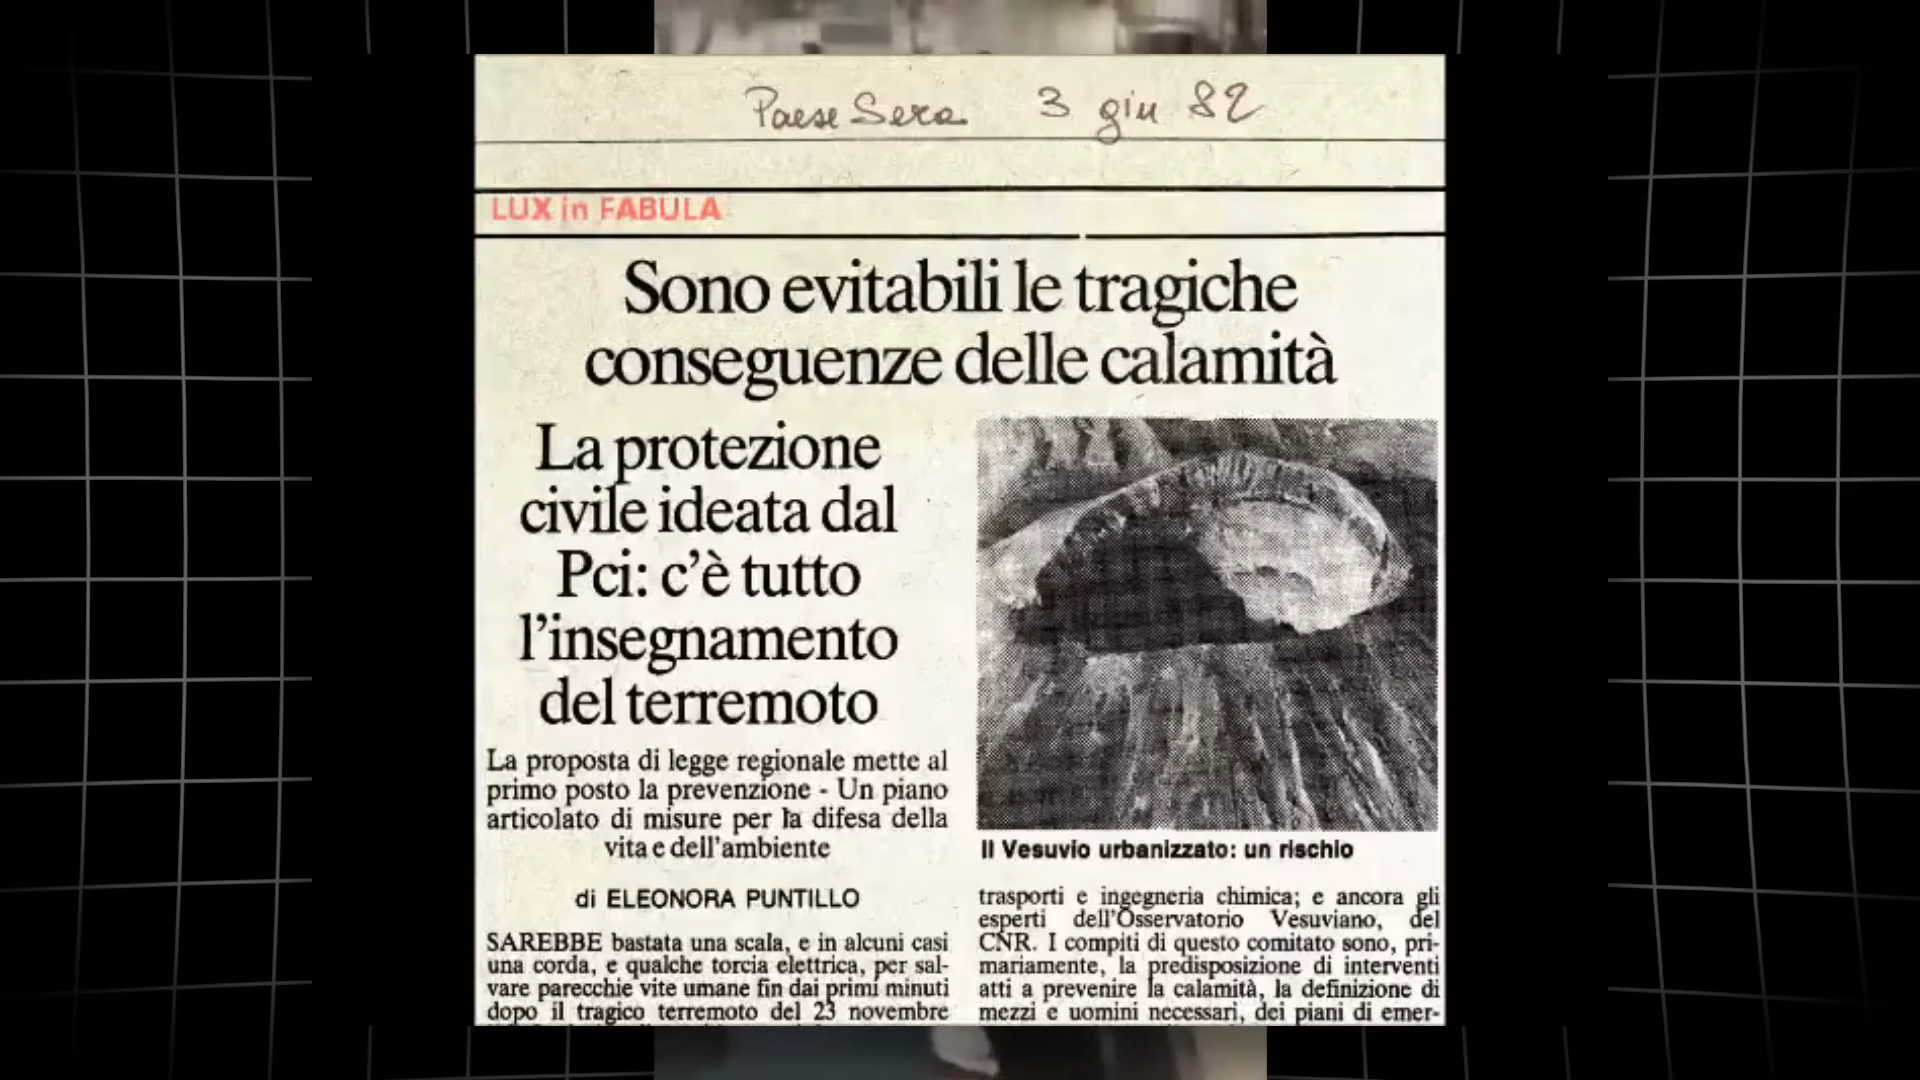 Paese Sera 3 giu 82
LUX in FABULA
Sono evitabili le tragiche
conseguenze delle calamità
La protezione
civile ideata dal
Pci: c'è tutto
l'insegnamento
del terremoto
La proposta di legge regionale mette al
primo posto la prevenzione - Un piano
articolato di misure per la difesa della
vita e dell'ambiente
di ELEONORA PUNTILLO
SAREBBE bastata una scala, e in alcuni casi
una corda, e qualche torcia elettrica, per sal-
vare parecchie vite umane fin dai primi minuti
dopo il tragico terremoto del 23 novembre
Il Vesuvio urbanizzato: un rischio
trasporti e ingegneria chimica; e ancora gli
esperti dell'Osservatorio Vesuviano, del
CNR. I compiti di questo comitato sono, pri-
mariamente, la predisposizione di interventi
atti a prevenire la calamità, la definizione di
mezzi e uomini necessari, dei piani di emer-